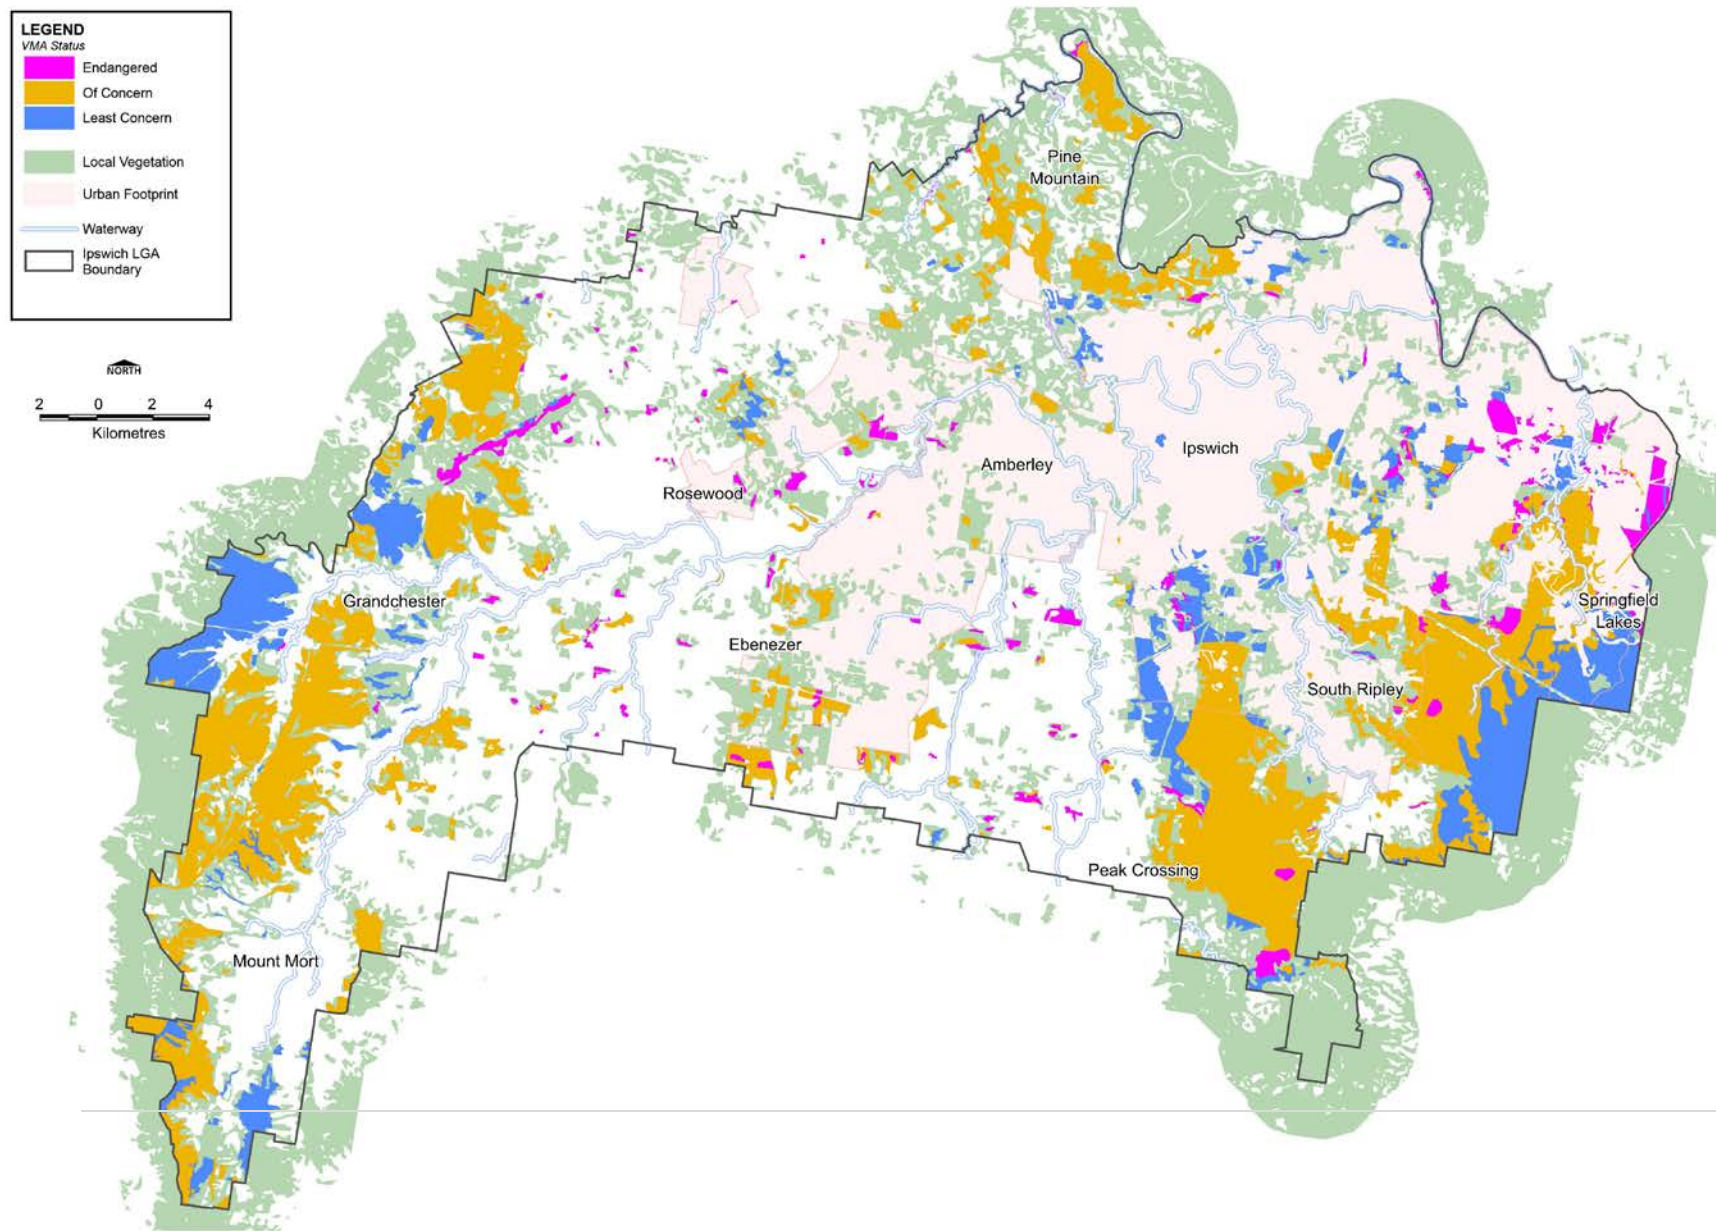 LEGEND
VMA Status
Endangered
Of Concern
Least Concern
Local Vegetation
Urban Footprint
Waterway
Ipswich LGA
Boundary
NORTH
2 0 2 4
Kilometres
Pine
Mountain
Ipswich
Amberley
Rosewood
Grandchester
Springfield
Lakes
Ebenezer
South Ripley
Peak Crossing
Mount Mort